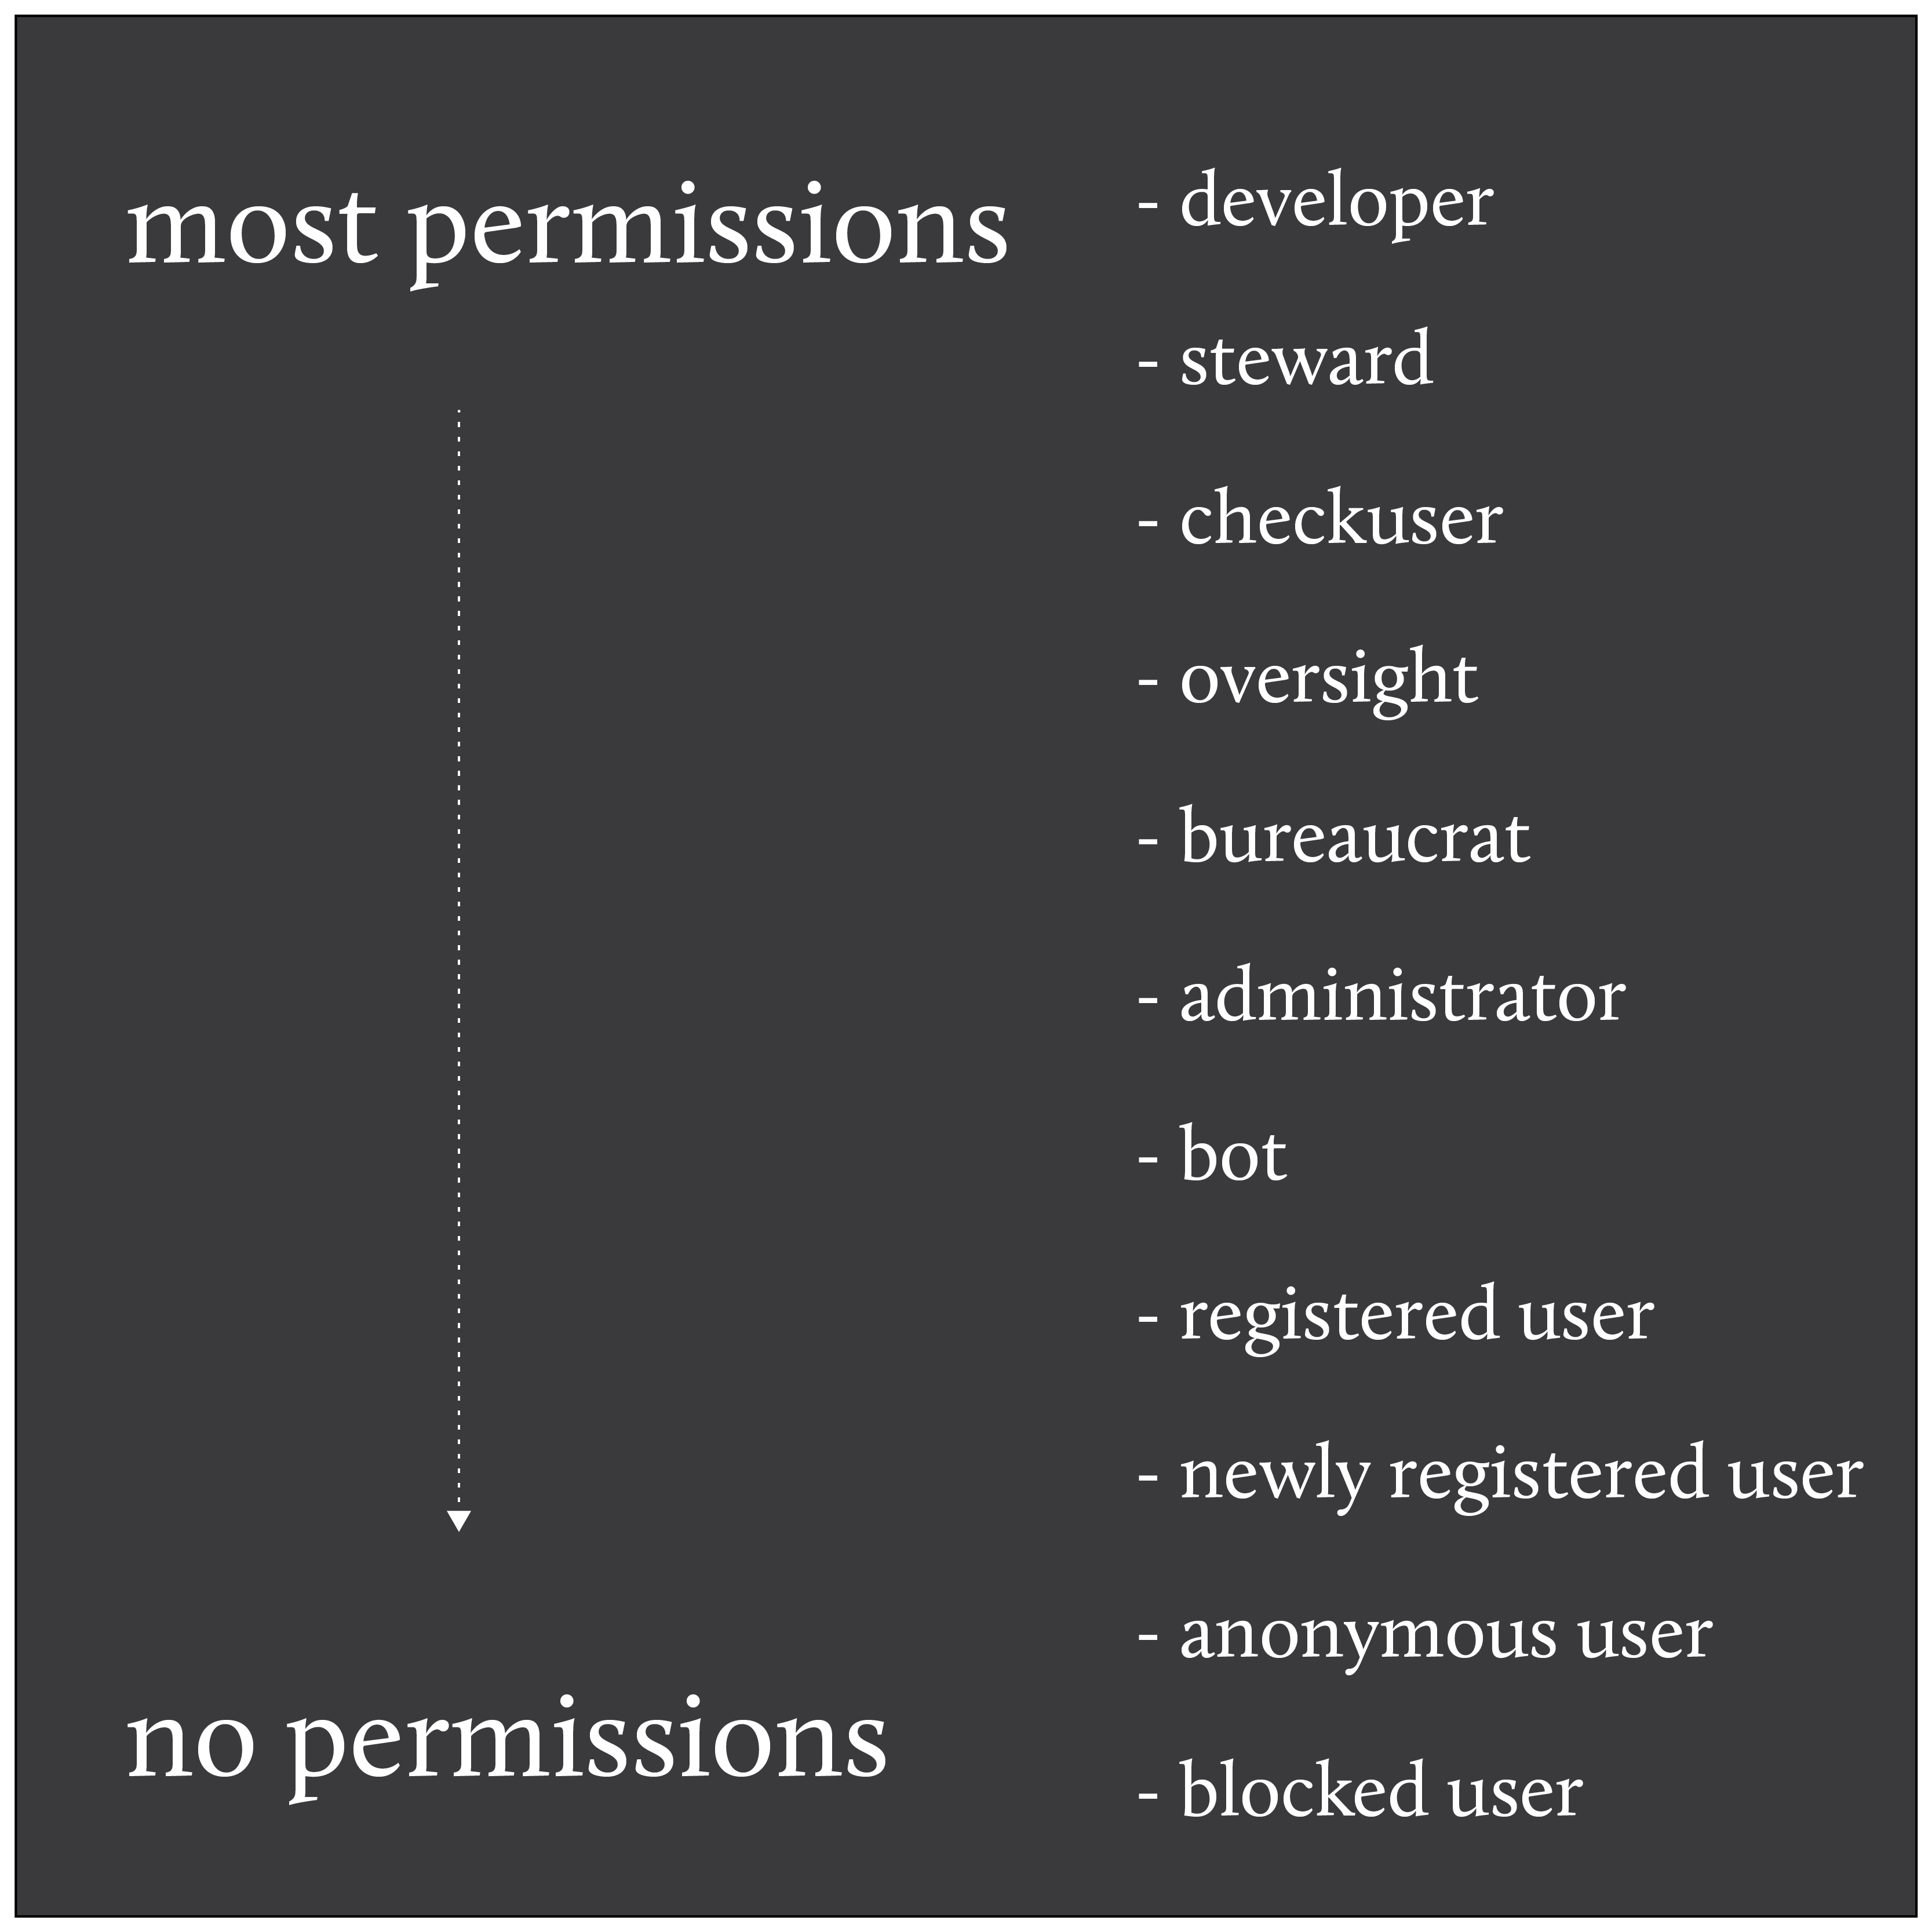 most permissions
no permissions
- developer
- steward
- checkuser
- oversight
- bureaucrat
- administrator
- bot
- registered user
- newly registered user
- anonymous user
- blocked user